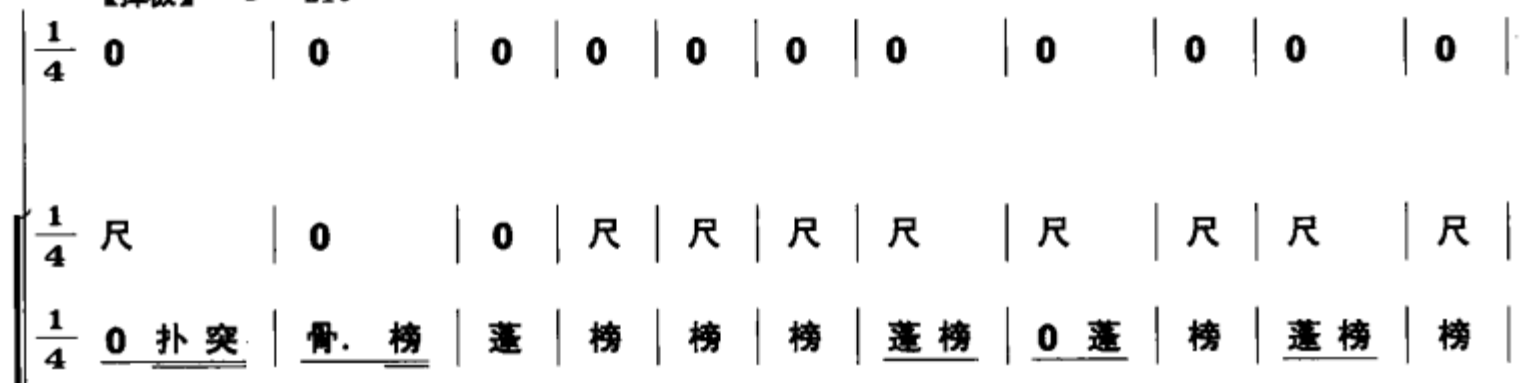 1/4 0 | 0 | 0 | 0 | 0 | 0 | 0 | 0 | 0 | 0 | 0 |
1/4 尺 | 0 | 0 | 尺 | 尺 | 尺 | 尺 | 尺 | 尺 | 尺 | 尺 |
1/4 0 扑 突 | 骨. 榜 | 蓬 | 榜 | 榜 | 榜 | 蓬 榜 | 0 蓬 | 榜 | 蓬 榜 | 榜 |